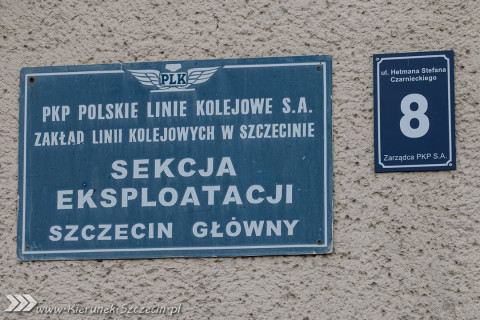 PLK
PKP POLSKIE LINIE KOLEJOWE S.A.
ZAKŁAD LINII KOLEJOWYCH W SZCZECINIE
SEKCJA
EKSPLOATACJI
SZCZECIN GŁÓWNY
ul. Hetmana Stefana
Czarnieckiego
8
Zarządca PKP S.A.
www.KierunekSzczecin.pl